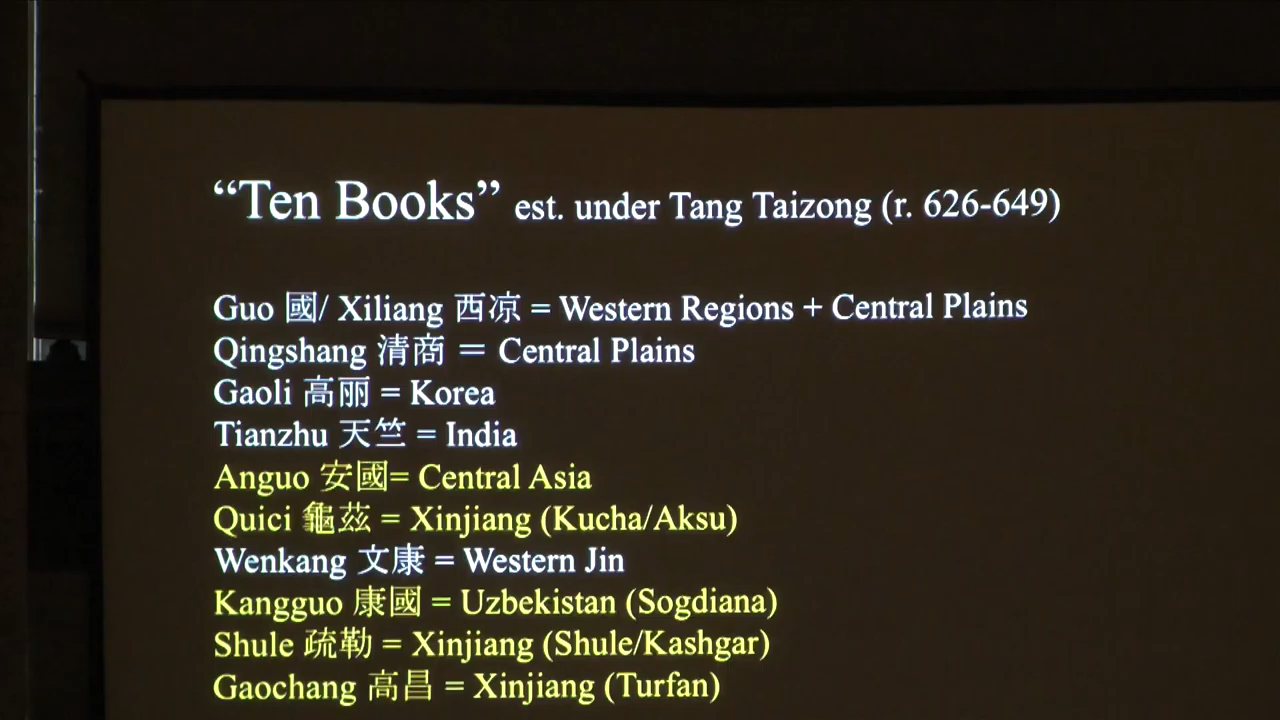 “Ten Books” est. under Tang Taizong (r. 626-649)
Guo 國/ Xiliang 西凉 = Western Regions + Central Plains
Qingshang 清商 = Central Plains
Gaoli 高丽 = Korea
Tianzhu 天竺 = India
Anguo 安國= Central Asia
Quici 龜茲 = Xinjiang (Kucha/Aksu)
Wenkang 文康 = Western Jin
Kangguo 康國 = Uzbekistan (Sogdiana)
Shule 疏勒 = Xinjiang (Shule/Kashgar)
Gaochang 高昌 = Xinjiang (Turfan)